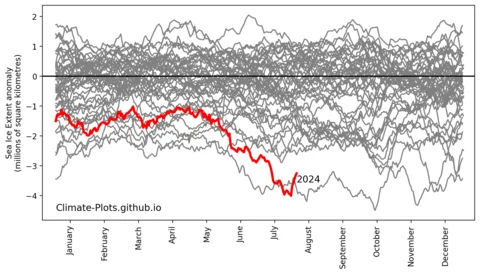 Sea Ice Extent anomaly
(millions of square kilometres)
2
1
0
−1
−2
−3
−4
2024
Climate-Plots.github.io
January
February
March
April
May
June
July
August
September
October
November
December